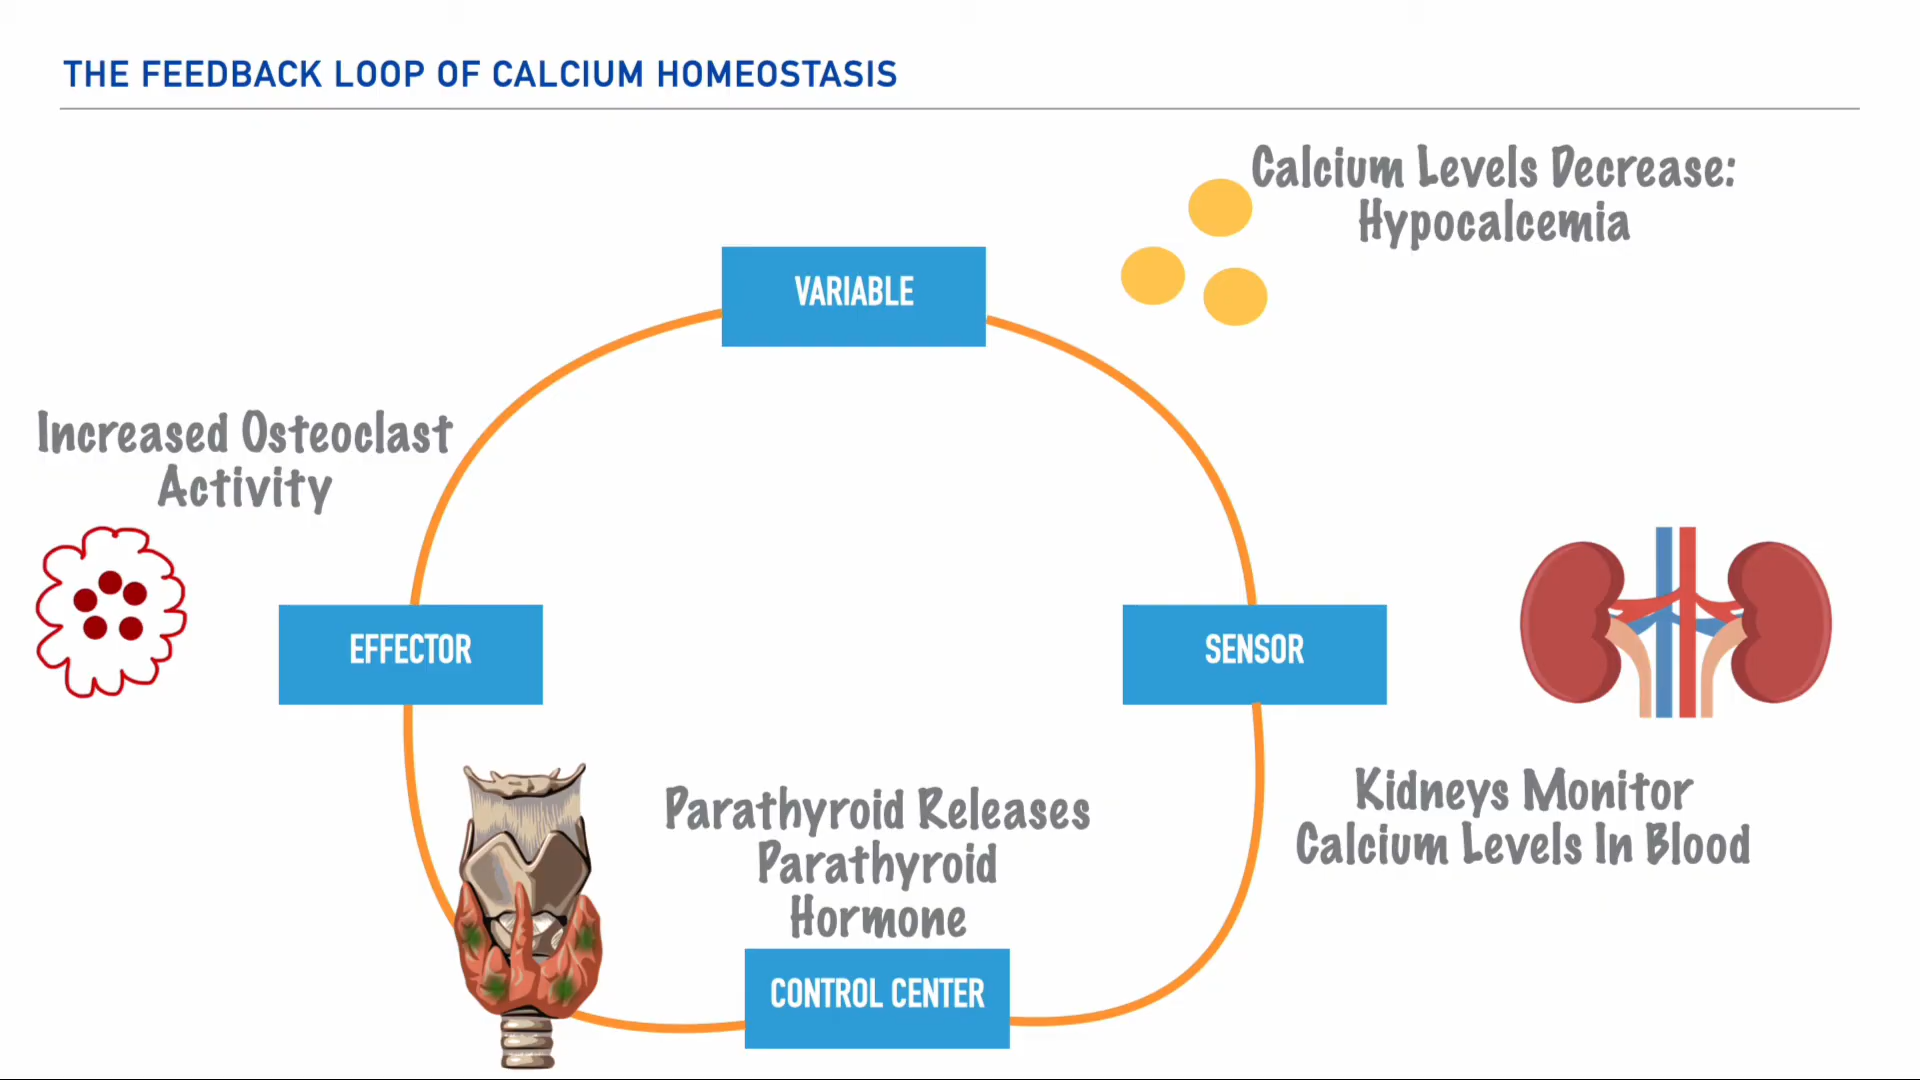 THE FEEDBACK LOOP OF CALCIUM HOMEOSTASIS
Calcium Levels Decrease:
Hypocalcemia
VARIABLE
Increased Osteoclast
Activity
EFFECTOR
SENSOR
Kidneys Monitor
Calcium Levels In Blood
Parathyroid Releases
Parathyroid
Hormone
CONTROL CENTER